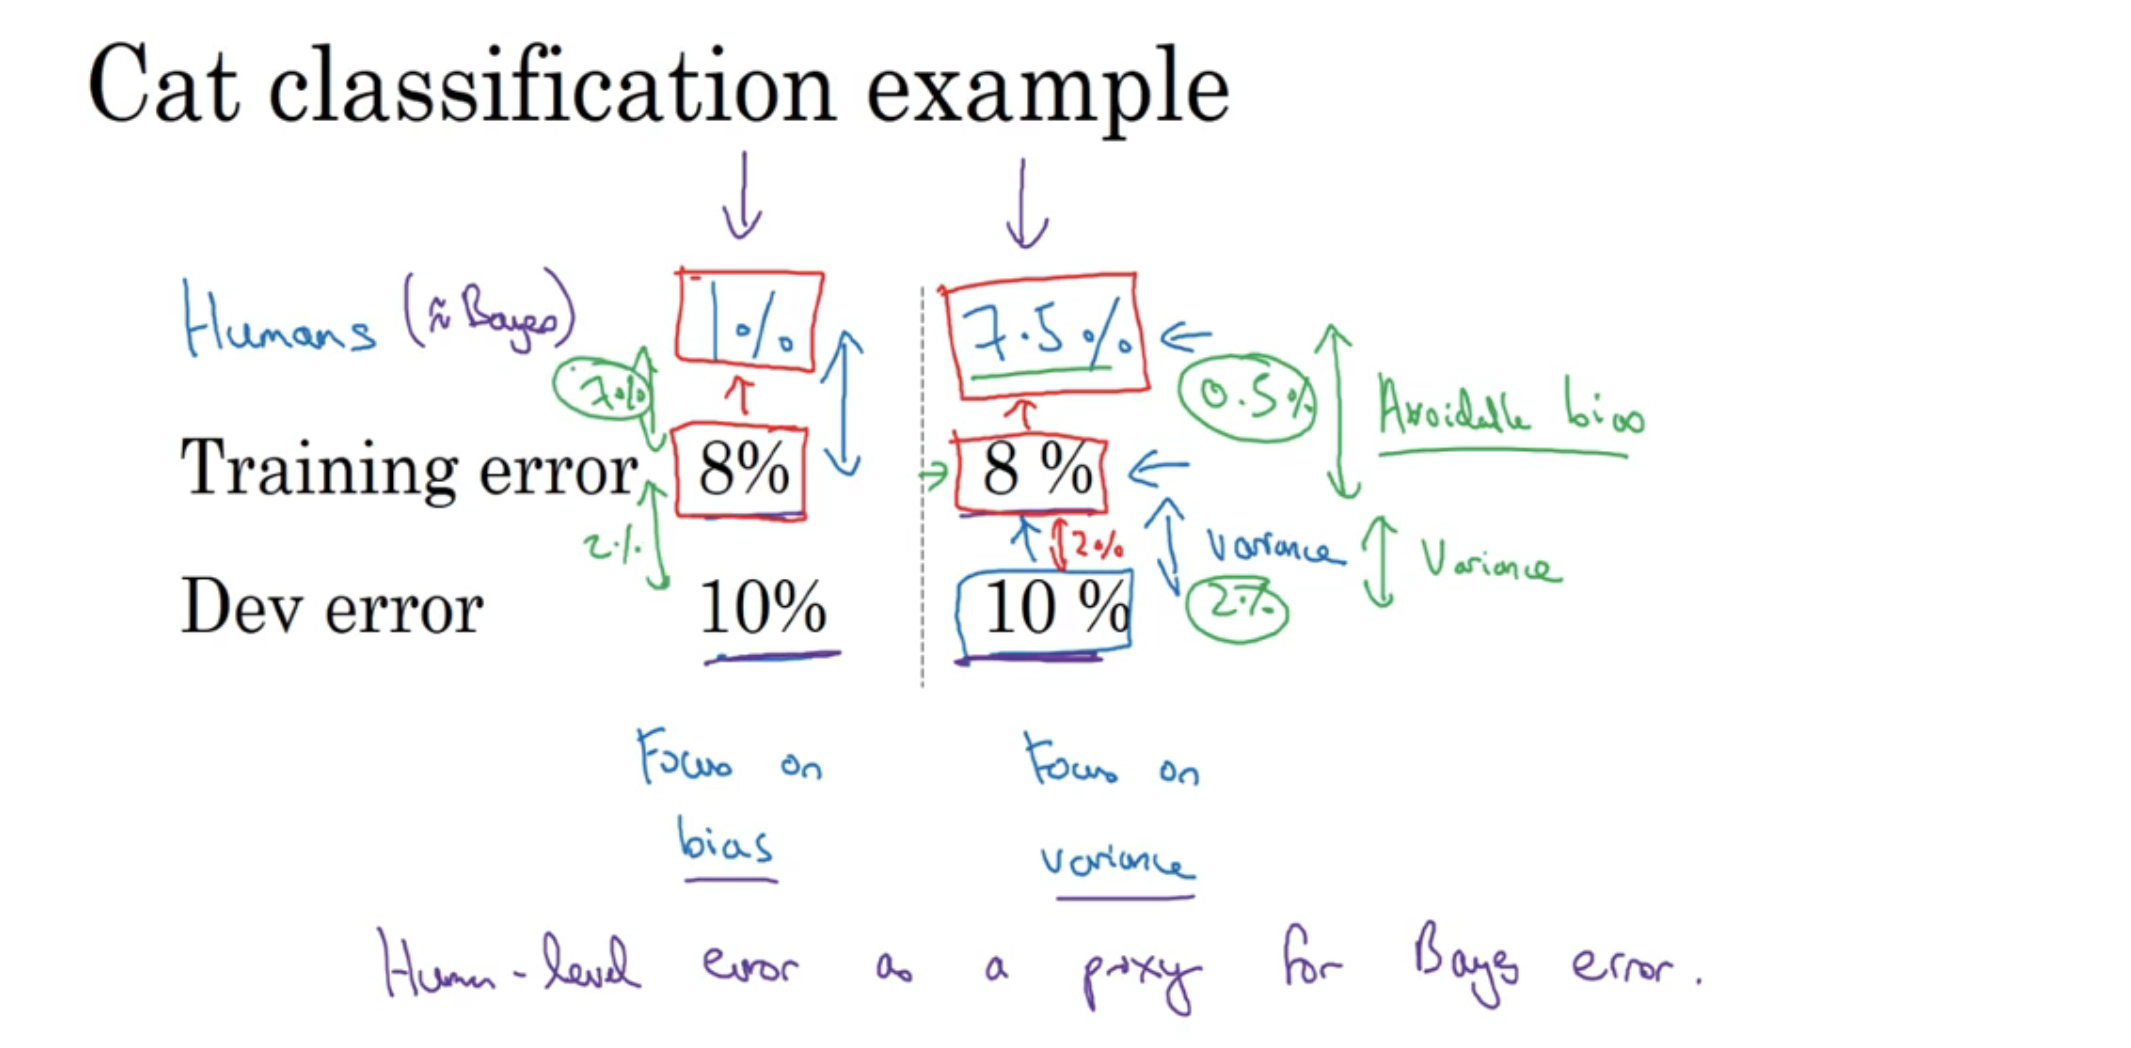 Cat classification example
Humans (≈ Bayes) 1% 7.5%
7% 0.5% Avoidable bias
Training error 8% 8 %
2% 2% Variance Variance
Dev error 10% 10 % 2%
Focus on Focus on
bias variance
Human-level error as a proxy for Bayes error.